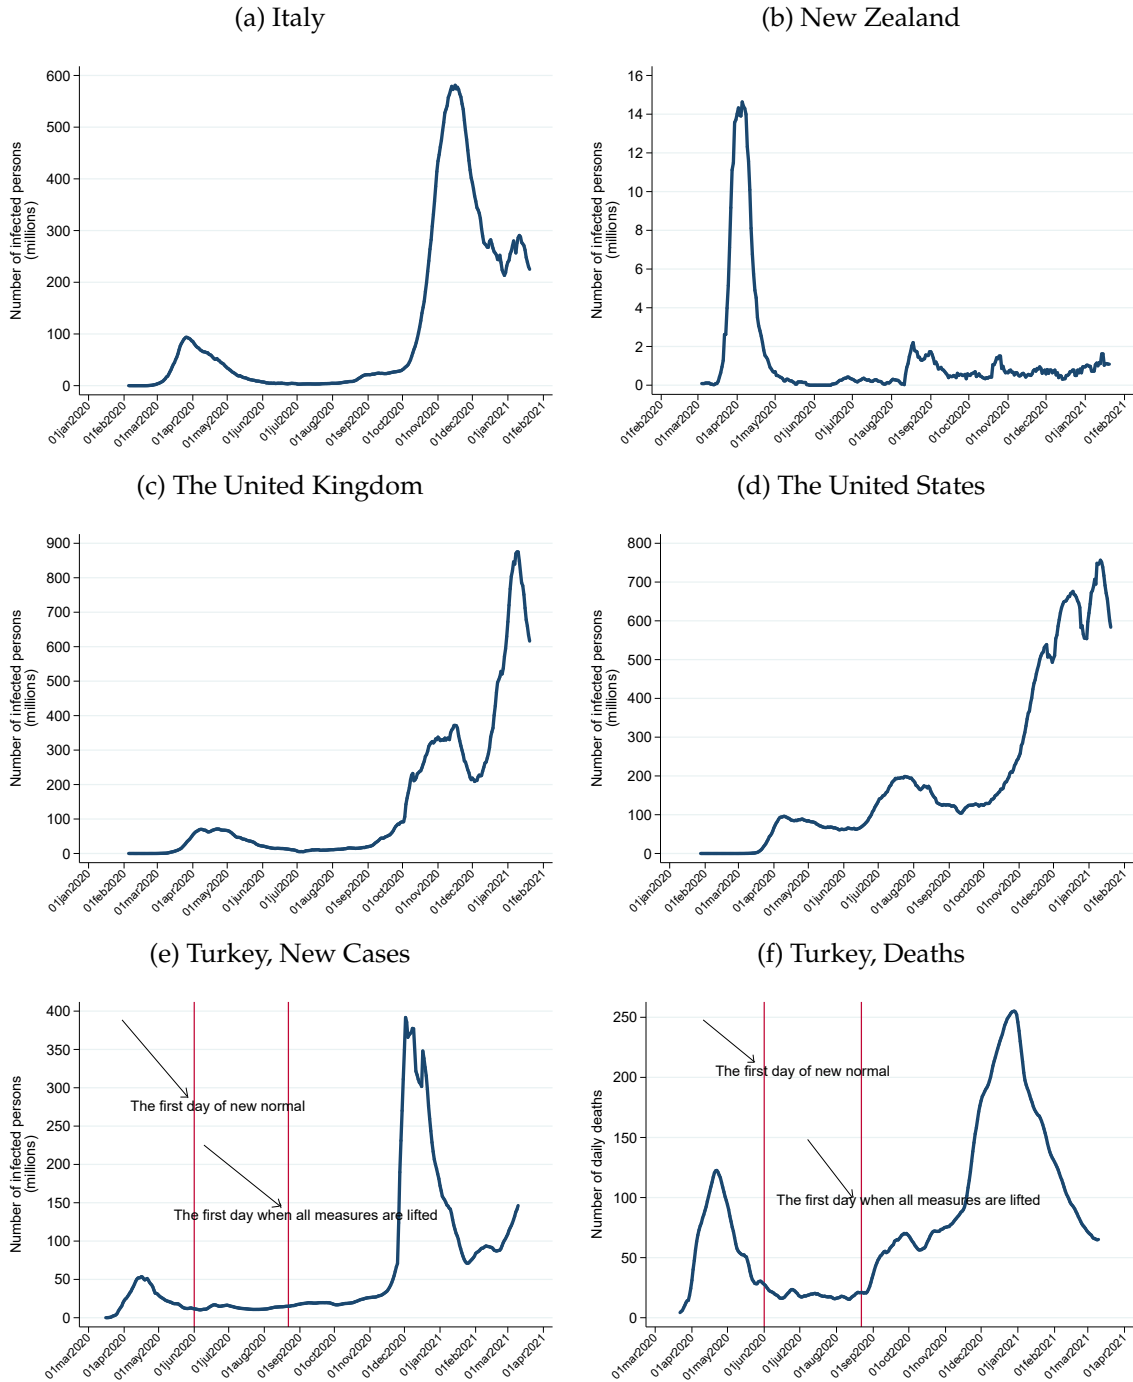 (a) Italy
Number of infected persons
(millions)
600
500
400
300
200
100
0
01jan2020
01feb2020
01mar2020
01apr2020
01may2020
01jun2020
01jul2020
01aug2020
01sep2020
01oct2020
01nov2020
01dec2020
01jan2021
01feb2021
(b) New Zealand
Number of infected persons
(millions)
16
14
12
10
8
6
4
2
0
01feb2020
01mar2020
01apr2020
01may2020
01jun2020
01jul2020
01aug2020
01sep2020
01oct2020
01nov2020
01dec2020
01jan2021
01feb2021
(c) The United Kingdom
Number of infected persons
(millions)
900
800
700
600
500
400
300
200
100
0
01jan2020
01feb2020
01mar2020
01apr2020
01may2020
01jun2020
01jul2020
01aug2020
01sep2020
01oct2020
01nov2020
01dec2020
01jan2021
01feb2021
(d) The United States
Number of infected persons
(millions)
800
700
600
500
400
300
200
100
0
01jan2020
01feb2020
01mar2020
01apr2020
01may2020
01jun2020
01jul2020
01aug2020
01sep2020
01oct2020
01nov2020
01dec2020
01jan2021
01feb2021
(e) Turkey, New Cases
Number of infected persons
(millions)
400
350
300
250
200
150
100
50
0
The first day of new normal
The first day when all measures are lifted
01mar2020
01apr2020
01may2020
01jun2020
01jul2020
01aug2020
01sep2020
01oct2020
01nov2020
01dec2020
01jan2021
01feb2021
01mar2021
01apr2021
(f) Turkey, Deaths
Number of daily deaths
250
200
150
100
50
0
The first day of new normal
The first day when all measures are lifted
01mar2020
01apr2020
01may2020
01jun2020
01jul2020
01aug2020
01sep2020
01oct2020
01nov2020
01dec2020
01jan2021
01feb2021
01mar2021
01apr2021